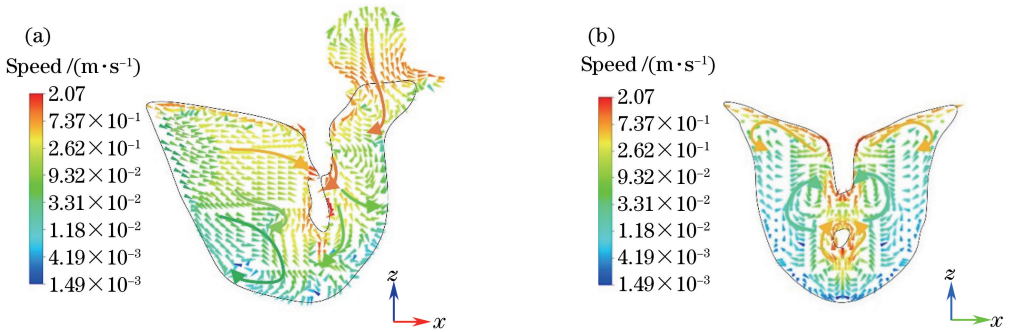 (a)
Speed /(m·s⁻¹)
2.07
7.37×10⁻¹
2.62×10⁻¹
9.32×10⁻²
3.31×10⁻²
1.18×10⁻²
4.19×10⁻³
1.49×10⁻³
z
x
(b)
Speed /(m·s⁻¹)
2.07
7.37×10⁻¹
2.62×10⁻¹
9.32×10⁻²
3.31×10⁻²
1.18×10⁻²
4.19×10⁻³
1.49×10⁻³
z
x